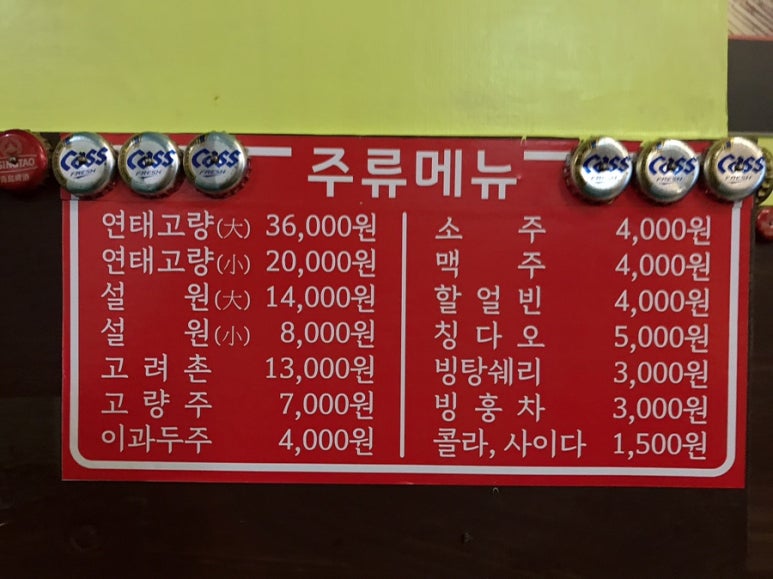 주류메뉴
연태고량(大) 36,000원
연태고량(小) 20,000원
설 원(大) 14,000원
설 원(小) 8,000원
고 려 촌 13,000원
고 량 주 7,000원
이과두주 4,000원
소 주 4,000원
맥 주 4,000원
할 얼 빈 4,000원
칭 다 오 5,000원
빙탕쉐리 3,000원
빙 홍 차 3,000원
콜라, 사이다 1,500원
Cass FRESH
Cass FRESH
Cass FRESH
Cass FRESH
Cass FRESH
Cass FRESH